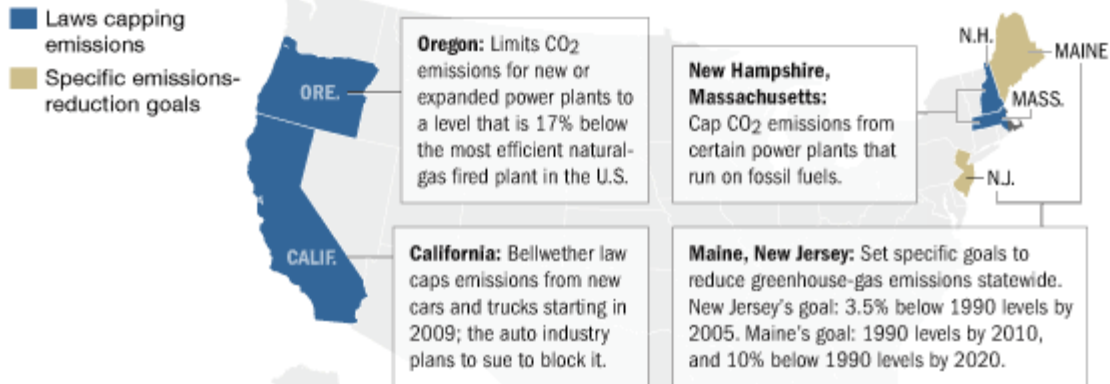 Laws capping
emissions
Specific emissions-
reduction goals
ORE.
CALIF.
Oregon: Limits CO2
emissions for new or
expanded power plants to
a level that is 17% below
the most efficient natural-
gas fired plant in the U.S.
California: Bellwether law
caps emissions from new
cars and trucks starting in
2009; the auto industry
plans to sue to block it.
New Hampshire,
Massachusetts:
Cap CO2 emissions from
certain power plants that
run on fossil fuels.
N.H.
MAINE
MASS.
N.J.
Maine, New Jersey: Set specific goals to
reduce greenhouse-gas emissions statewide.
New Jersey's goal: 3.5% below 1990 levels by
2005. Maine's goal: 1990 levels by 2010,
and 10% below 1990 levels by 2020.